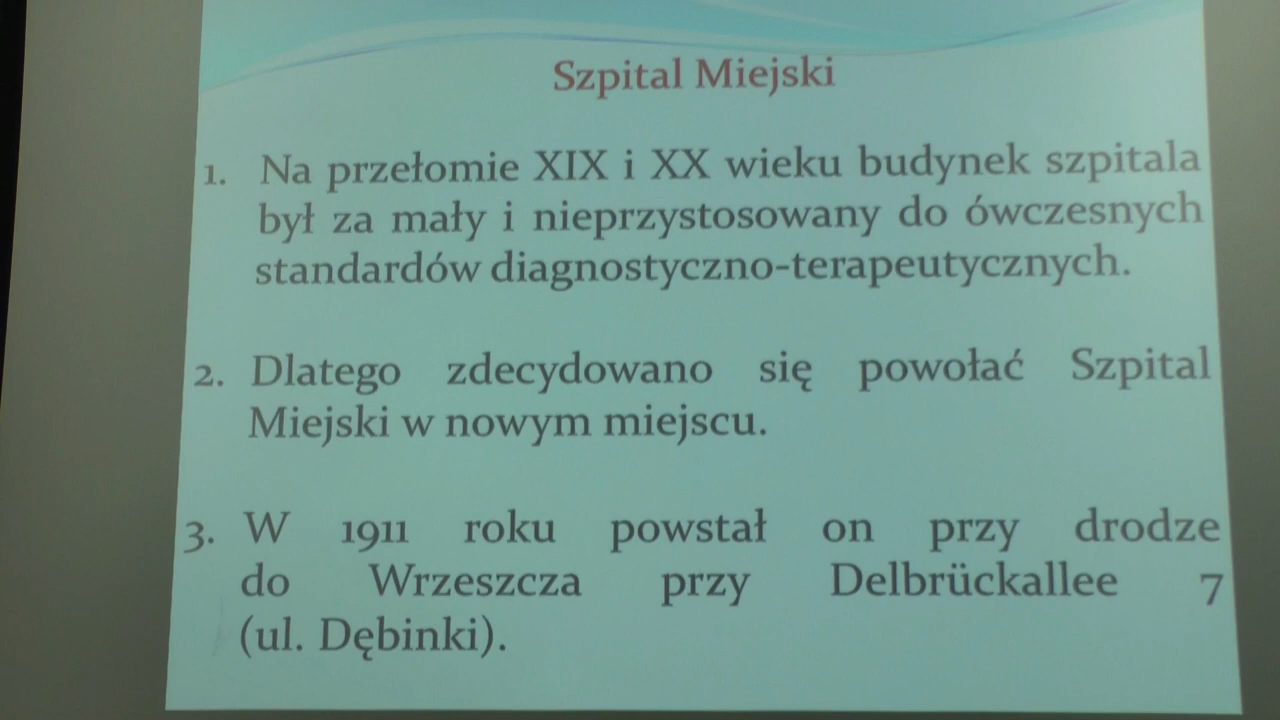 Szpital Miejski
1. Na przełomie XIX i XX wieku budynek szpitala
był za mały i nieprzystosowany do ówczesnych
standardów diagnostyczno-terapeutycznych.
2. Dlatego zdecydowano się powołać Szpital
Miejski w nowym miejscu.
3. W 1911 roku powstał on przy drodze
do Wrzeszcza przy Delbrückallee 7
(ul. Dębinki).